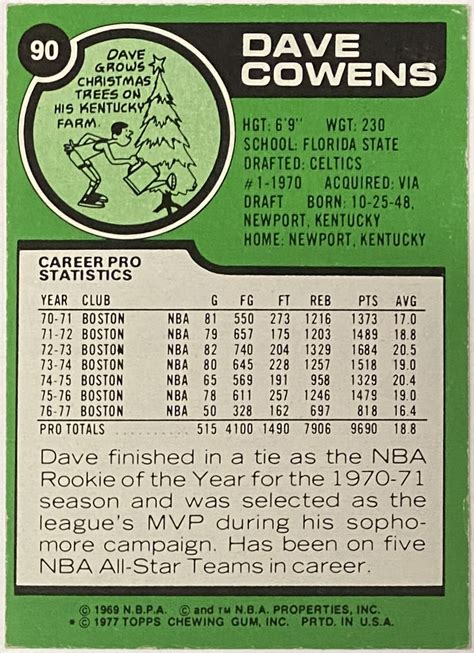 90
DAVE
COWENS
DAVE
GROWS
CHRISTMAS
TREES ON
HIS KENTUCKY
FARM.
HGT: 6'9" WGT: 230
SCHOOL: FLORIDA STATE
DRAFTED: CELTICS
#1-1970 ACQUIRED: VIA
DRAFT BORN: 10-25-48,
NEWPORT, KENTUCKY
HOME: NEWPORT, KENTUCKY
CAREER PRO
STATISTICS
YEAR CLUB G FG FT REB PTS AVG
70-71 BOSTON NBA 81 550 273 1216 1373 17.0
71-72 BOSTON NBA 79 657 175 1203 1489 18.8
72-73 BOSTON NBA 82 740 204 1329 1684 20.5
73-74 BOSTON NBA 80 645 228 1257 1518 19.0
74-75 BOSTON NBA 65 569 191 958 1329 20.4
75-76 BOSTON NBA 78 611 257 1246 1479 19.0
76-77 BOSTON NBA 50 328 162 697 818 16.4
PRO TOTALS .......... 515 4100 1490 7906 9690 18.8
Dave finished in a tie as the NBA
Rookie of the Year for the 1970-71
season and was selected as the
league's MVP during his sopho-
more campaign. Has been on five
NBA All-Star Teams in career.
© 1969 N.B.P.A. © and TM N.B.A. PROPERTIES, INC.
* © 1977 TOPPS CHEWING GUM, INC. PRTD. IN U.S.A.